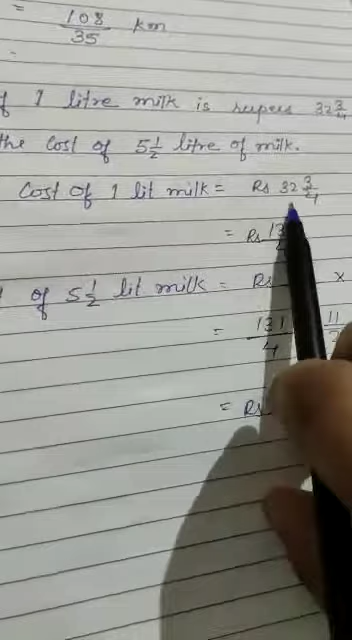 = 108/35 km
f 1 litre milk is rupees 32 3/4
the cost of 5 1/2 litre of milk.
Cost of 1 lit milk = Rs 32 3/4
= Rs
of 5 1/2 lit milk = Rs ×
= 131/4 11
= Rs